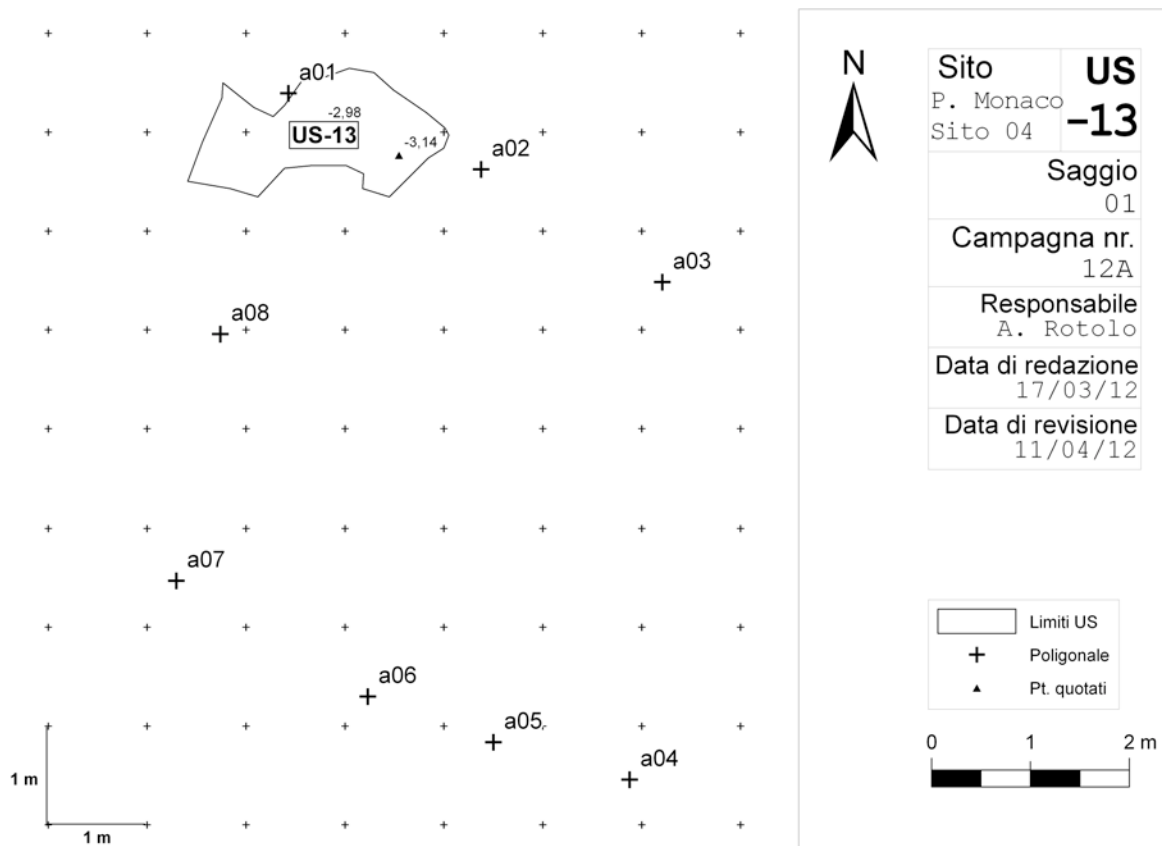 a01
-2,98
US-13
-3,14
a02
a03
a08
a07
a06
a05
a04
1 m
1 m
N
Sito
P. Monaco
Sito 04
US
-13
Saggio
01
Campagna nr.
12A
Responsabile
A. Rotolo
Data di redazione
17/03/12
Data di revisione
11/04/12
Limiti US
Poligonale
Pt. quotati
0 1 2 m